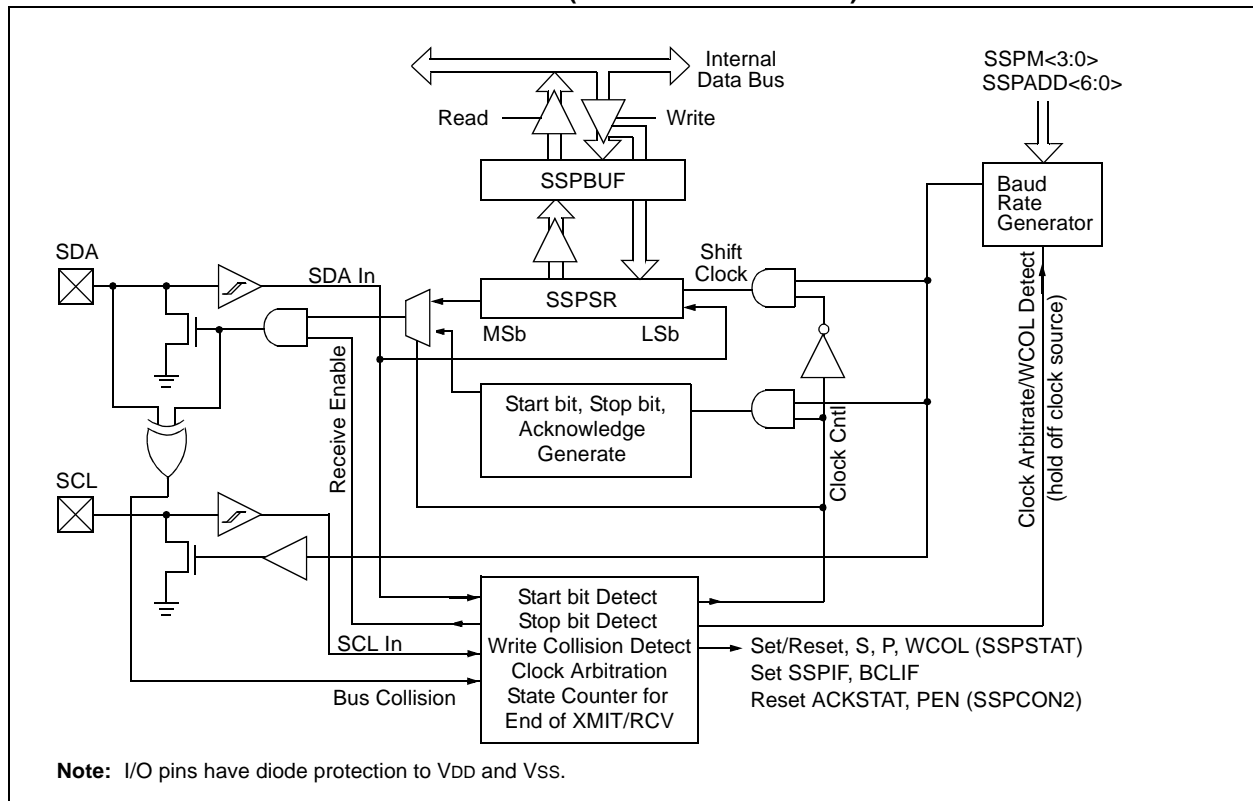 Internal
Data Bus
SSPM<3:0>
SSPADD<6:0>
Read
Write
SSPBUF
Baud
Rate
Generator
SDA
SDA In
Shift
Clock
SSPSR
MSb
LSb
Start bit, Stop bit,
Acknowledge
Generate
Receive Enable
Clock Cntl
Clock Arbitrate/WCOL Detect
(hold off clock source)
SCL
SCL In
Bus Collision
Start bit Detect
Stop bit Detect
Write Collision Detect
Clock Arbitration
State Counter for
End of XMIT/RCV
Set/Reset, S, P, WCOL (SSPSTAT)
Set SSPIF, BCLIF
Reset ACKSTAT, PEN (SSPCON2)
Note: I/O pins have diode protection to VDD and VSS.